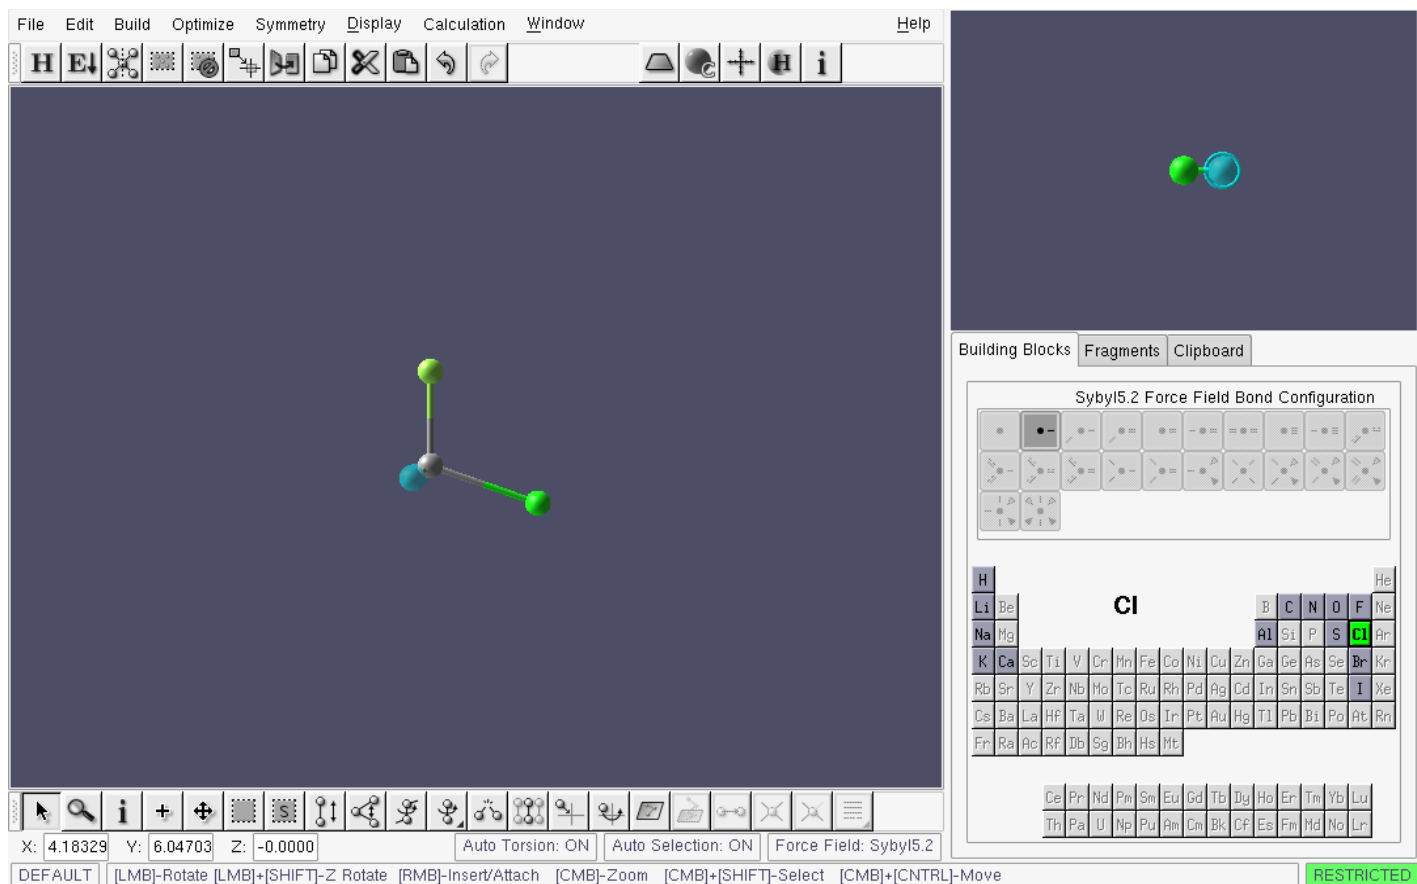 File Edit Build Optimize Symmetry Display Calculation Window Help
H E C H i
Building Blocks Fragments Clipboard
Sybyl5.2 Force Field Bond Configuration
H He
Li Be Cl B C N O F Ne
Na Mg Al Si P S Cl Ar
K Ca Sc Ti V Cr Mn Fe Co Ni Cu Zn Ga Ge As Se Br Kr
Rb Sr Y Zr Nb Mo Tc Ru Rh Pd Ag Cd In Sn Sb Te I Xe
Cs Ba La Hf Ta W Re Os Ir Pt Au Hg Tl Pb Bi Po At Rn
Fr Ra Ac Rf Db Sg Bh Hs Mt
Ce Pr Nd Pm Sm Eu Gd Tb Dy Ho Er Tm Yb Lu
Th Pa U Np Pu Am Cm Bk Cf Es Fm Md No Lr
i S
X: 4.18329 Y: 6.04703 Z: -0.0000 Auto Torsion: ON Auto Selection: ON Force Field: Sybyl5.2
DEFAULT [LMB]-Rotate [LMB]+[SHIFT]-Z Rotate [RMB]-Insert/Attach [CMB]-Zoom [CMB]+[SHIFT]-Select [CMB]+[CNTRL]-Move RESTRICTED